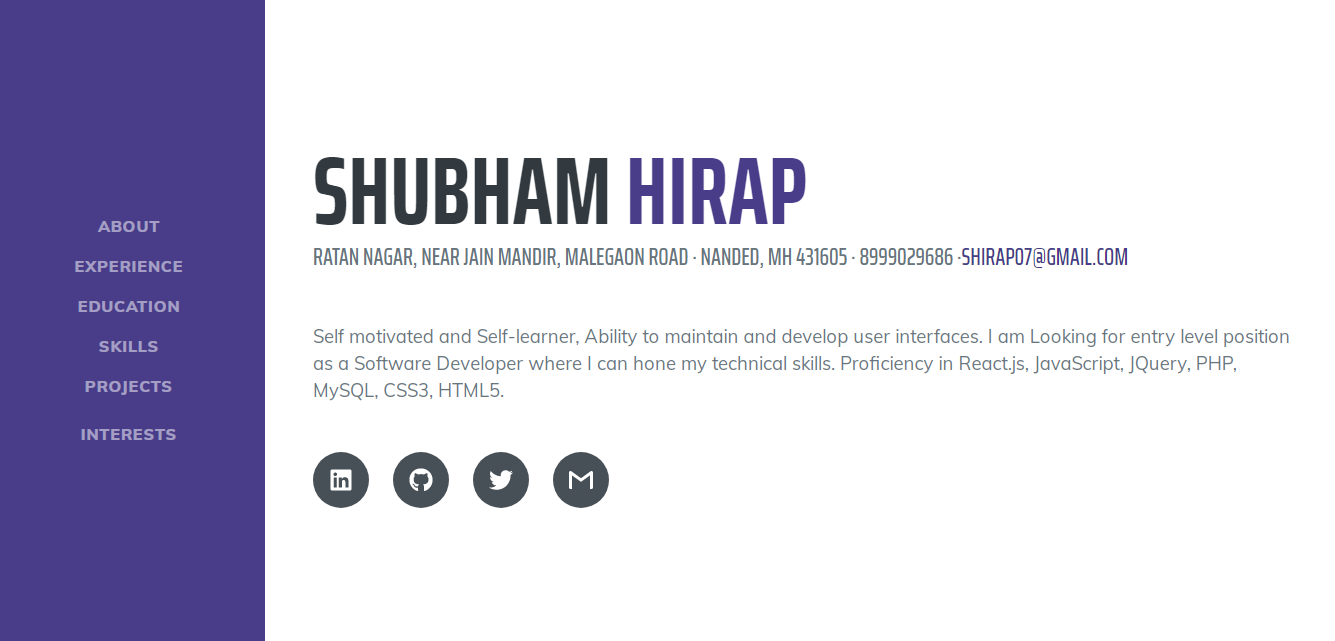 ABOUT
EXPERIENCE
EDUCATION
SKILLS
PROJECTS
INTERESTS
SHUBHAM HIRAP
RATAN NAGAR, NEAR JAIN MANDIR, MALEGAON ROAD · NANDED, MH 431605 · 8999029686 ·SHIRAP07@GMAIL.COM
Self motivated and Self-learner, Ability to maintain and develop user interfaces. I am Looking for entry level position
as a Software Developer where I can hone my technical skills. Proficiency in React.js, JavaScript, JQuery, PHP,
MySQL, CSS3, HTML5.